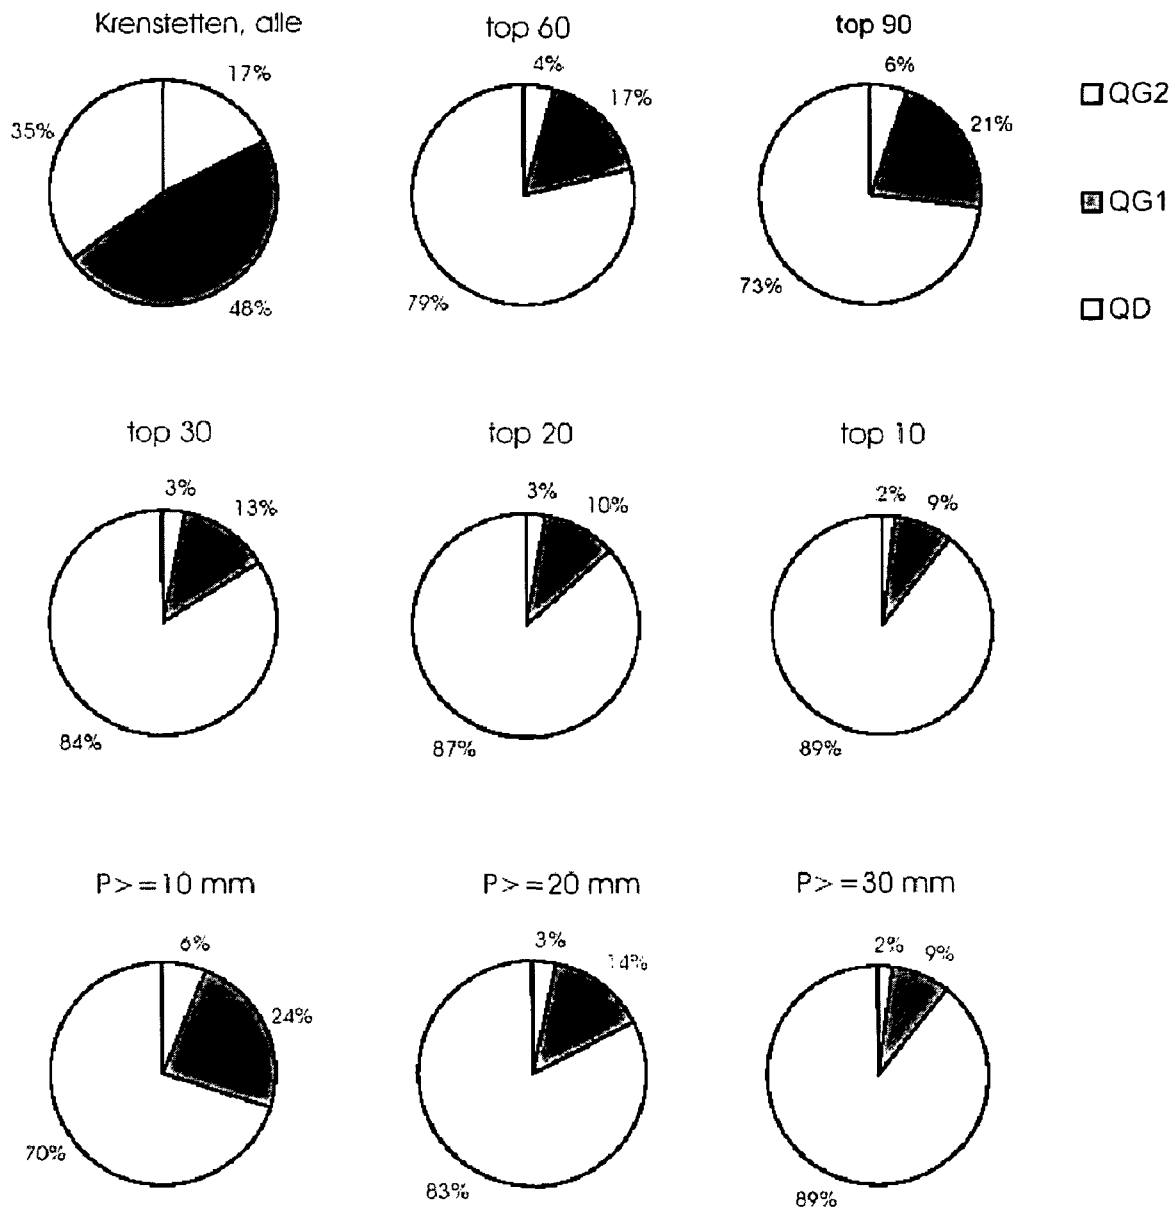 Krenstetten, alle
17%
35%
48%
top 60
4%
17%
79%
top 90
6%
21%
73%
QG2
QG1
QD
top 30
3%
13%
84%
top 20
3%
10%
87%
top 10
2%
9%
89%
P>=10 mm
6%
24%
70%
P>=20 mm
3%
14%
83%
P>=30 mm
2%
9%
89%